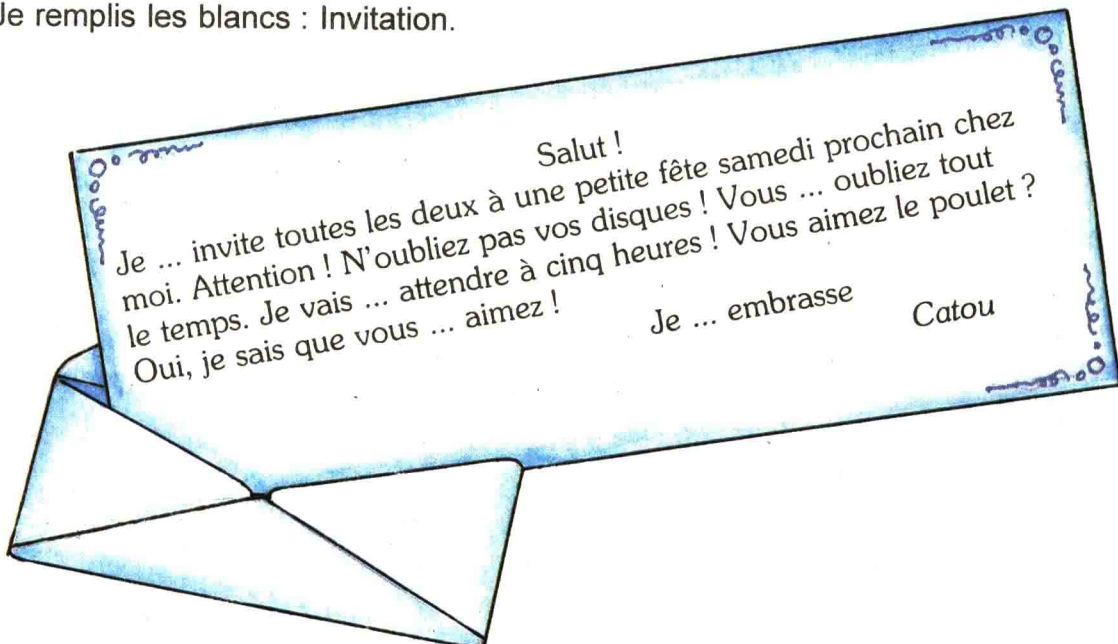 Je remplis les blancs : Invitation.
Salut !
Je ... invite toutes les deux à une petite fête samedi prochain chez
moi. Attention ! N'oubliez pas vos disques ! Vous ... oubliez tout
le temps. Je vais ... attendre à cinq heures ! Vous aimez le poulet ?
Oui, je sais que vous ... aimez !
Je ... embrasse
Catou